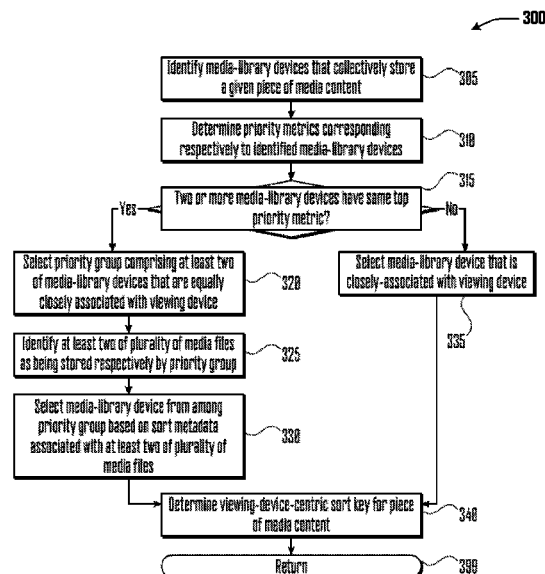 300
Identify media-library devices that collectively store
a given piece of media content
305
Determine priority metrics corresponding
respectively to identified media-library devices
310
315
Two or more media-library devices have same top
priority metric?
Yes
No
Select priority group comprising at least two
of media-library devices that are equally
closely associated with viewing device
320
Select media-library device that is
closely-associated with viewing device
335
Identify at least two of plurality of media files
as being stored respectively by priority group
325
Select media-library device from among
priority group based on sort metadata
associated with at least two of plurality of
media files
330
Determine viewing-device-centric sort key for piece
of media content
340
Return
399